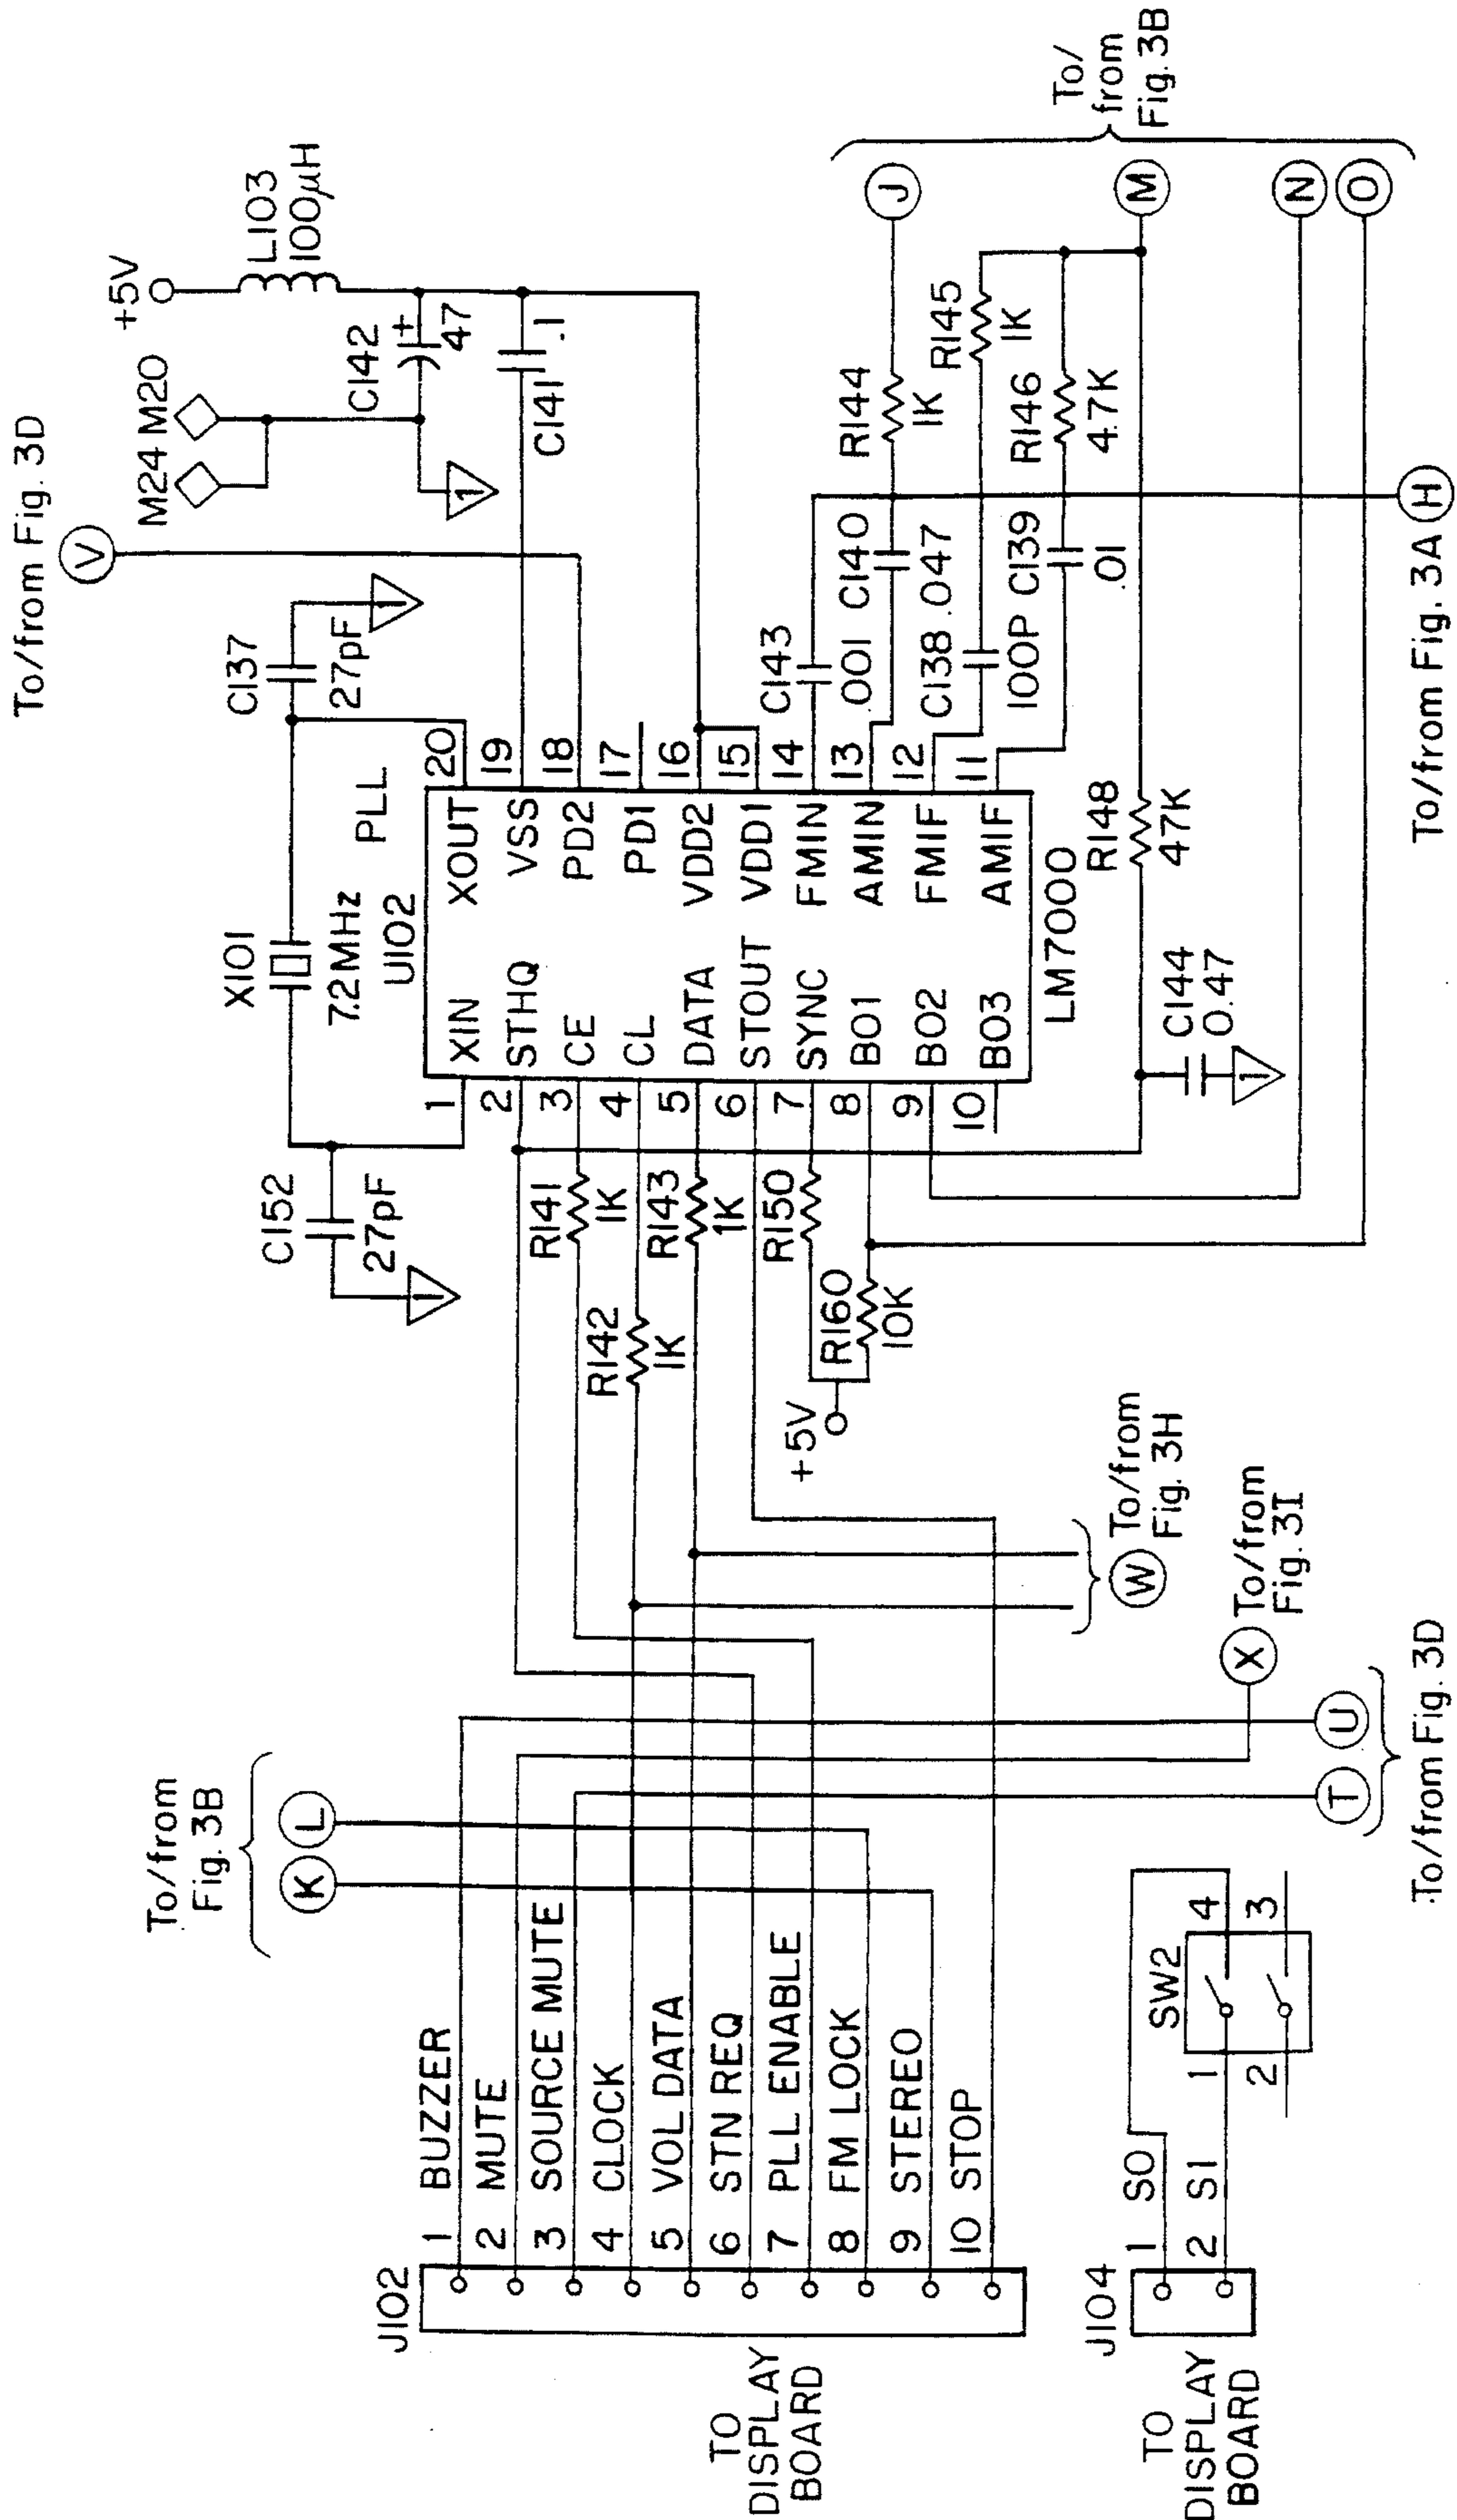 To/from Fig. 3D
V
M24
M20
+5V
L103
100µH
C142
+
47
C141
.1
1
C137
27pF
1
X101
7.2MHz
U102
PLL
C152
27pF
1
To/from
Fig. 3B
K
L
J102
TO
DISPLAY
BOARD
1 BUZZER
2 MUTE
3 SOURCE MUTE
4 CLOCK
5 VOL DATA
6 STN REQ
7 PLL ENABLE
8 FM LOCK
9 STEREO
10 STOP
R141
1K
R142
1K
R143
1K
R150
R160
10K
+5V
1 XIN
2 STHQ
3 CE
4 CL
5 DATA
6 STOUT
7 SYNC
8 BO1
9 BO2
10 BO3
XOUT 20
VSS 19
PD2 18
PD1 17
VDD2 16
VDD1 15
FMIN 14
AMIN 13
FMIF 12
AMIF 11
LM7000
C143
.001
C140
.047
C138
100P
C139
.01
R144
1K
R145
1K
R146
4.7K
R148
47K
C144
0.47
1
J
M
N
O
To/
from
Fig. 3B
H
To/from Fig. 3A
W
To/from
Fig. 3H
X
To/from
Fig. 3I
T
U
To/from Fig. 3D
J104
TO
DISPLAY
BOARD
1 S0
2 S1
SW2
1
2
4
3